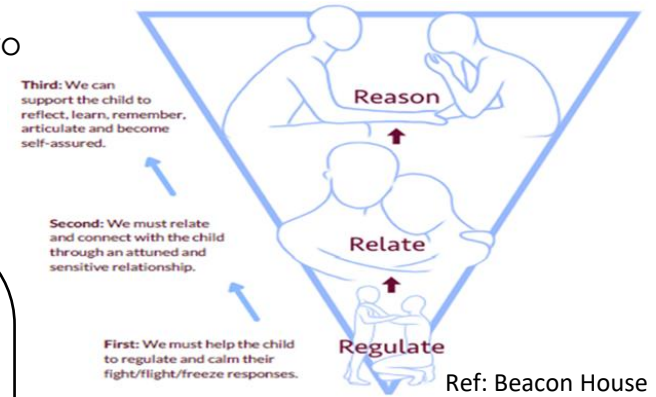 Third: We can
support the child to
reflect, learn, remember,
articulate and become
self-assured.
Reason
Second: We must relate
and connect with the child
through an attuned and
sensitive relationship.
Relate
First: We must help the child
to regulate and calm their
fight/flight/freeze responses.
Regulate
Ref: Beacon House